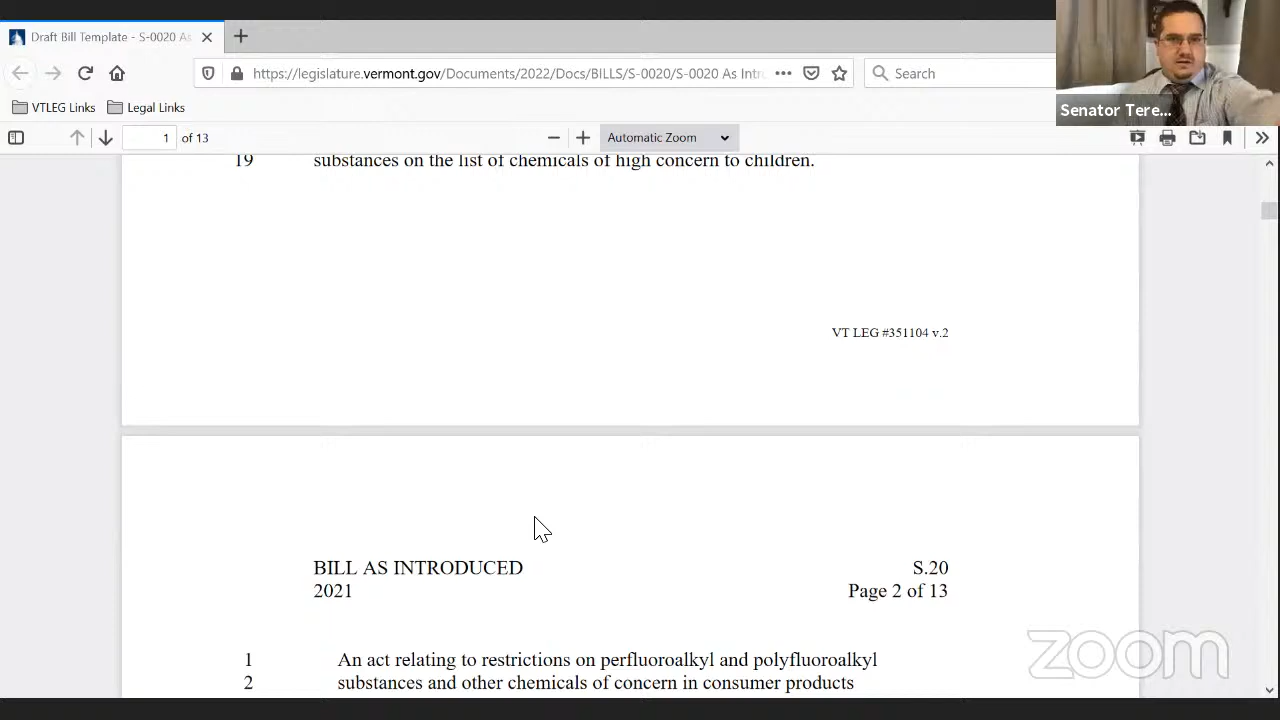 Draft Bill Template - S-0020 As
https://legislature.vermont.gov/Documents/2022/Docs/BILLS/S-0020/S-0020 As Intr
Search
VTLEG Links
Legal Links
Senator Tere...
1 of 13
Automatic Zoom
19 substances on the list of chemicals of high concern to children.
VT LEG #351104 v.2
BILL AS INTRODUCED S.20
2021 Page 2 of 13
1 An act relating to restrictions on perfluoroalkyl and polyfluoroalkyl
2 substances and other chemicals of concern in consumer products
zoom